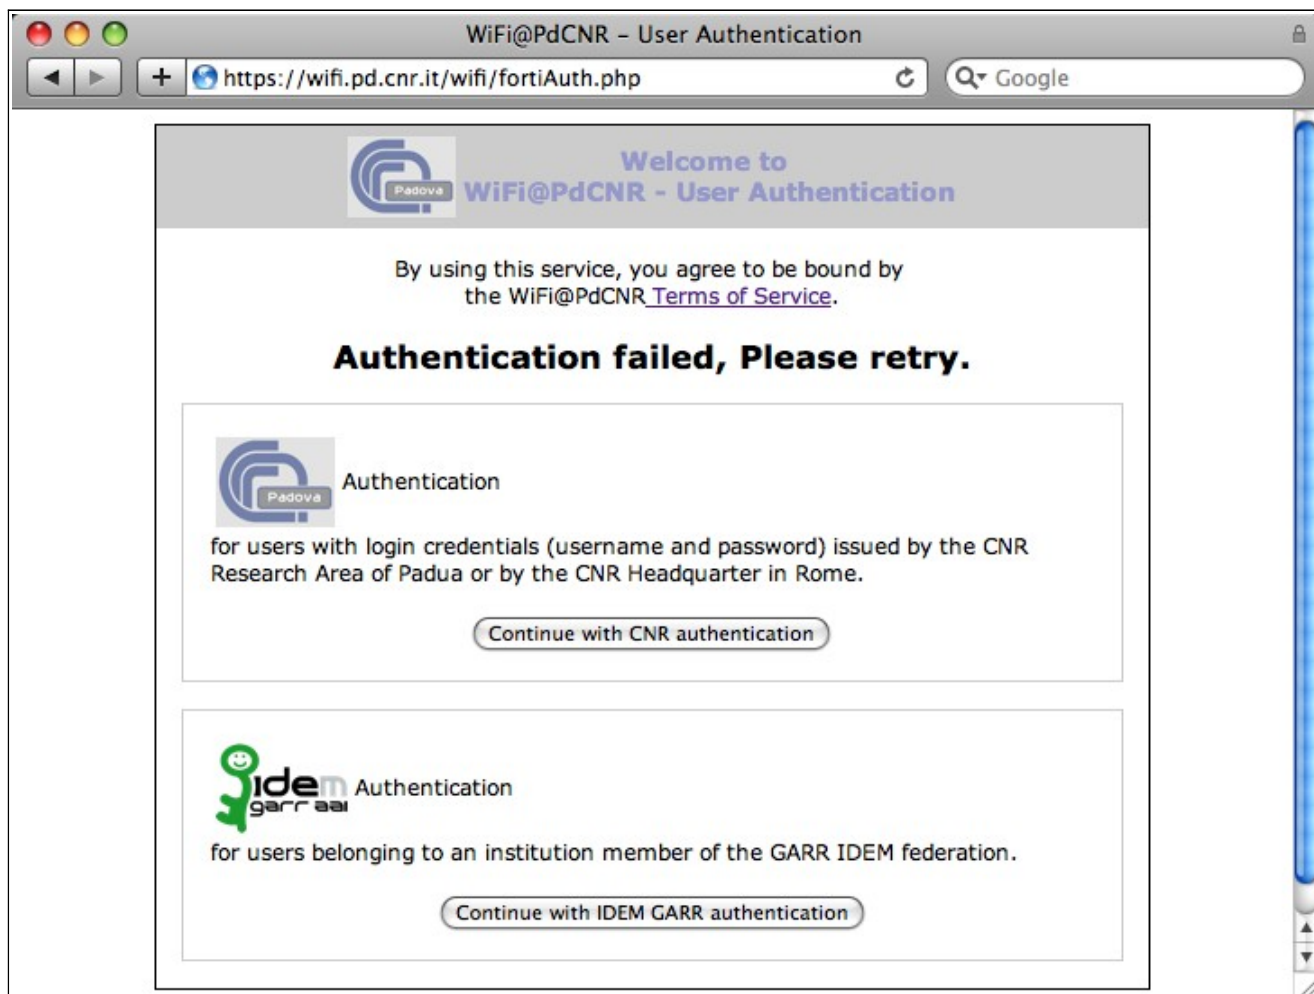 WiFi@PdCNR – User Authentication
https://wifi.pd.cnr.it/wifi/fortiAuth.php
Google
Padova
Welcome to
WiFi@PdCNR - User Authentication
By using this service, you agree to be bound by
the WiFi@PdCNR Terms of Service.
Authentication failed, Please retry.
Padova
Authentication
for users with login credentials (username and password) issued by the CNR
Research Area of Padua or by the CNR Headquarter in Rome.
Continue with CNR authentication
idem
garr aai
Authentication
for users belonging to an institution member of the GARR IDEM federation.
Continue with IDEM GARR authentication